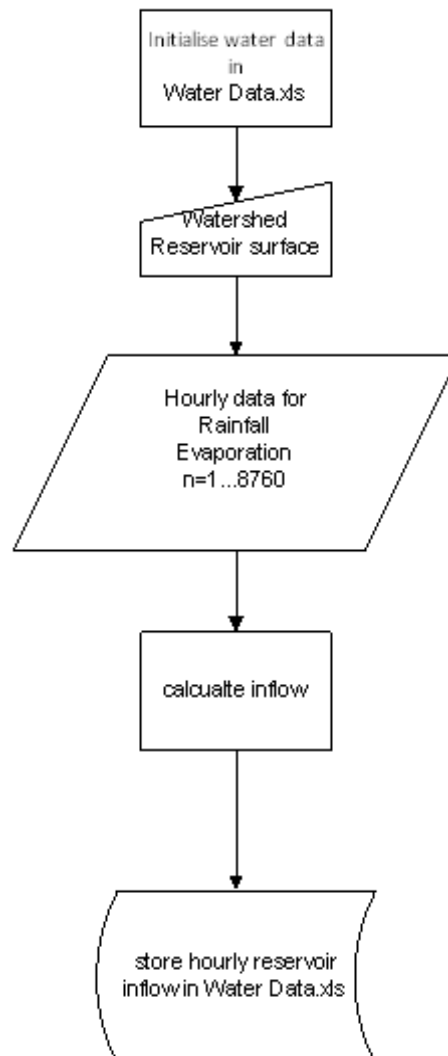 Initialise water data
in
Water Data.xls
Watershed
Reservoir surface
Hourly data for
Rainfall
Evaporation
n=1...8760
calcualte inflow
store hourly reservoir
inflow in Water Data.xls